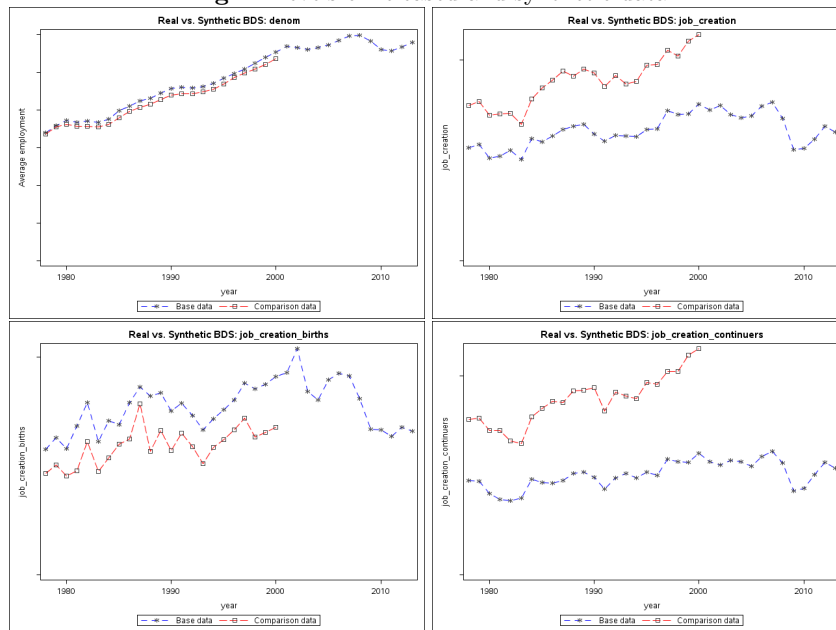 Real vs. Synthetic BDS: denom
Average employment
1980 1990 2000 2010
year
Base data Comparison data
Real vs. Synthetic BDS: job_creation
job_creation
1980 1990 2000 2010
year
Base data Comparison data
Real vs. Synthetic BDS: job_creation_births
job_creation_births
1980 1990 2000 2010
year
Base data Comparison data
Real vs. Synthetic BDS: job_creation_continuers
job_creation_continuers
1980 1990 2000 2010
year
Base data Comparison data